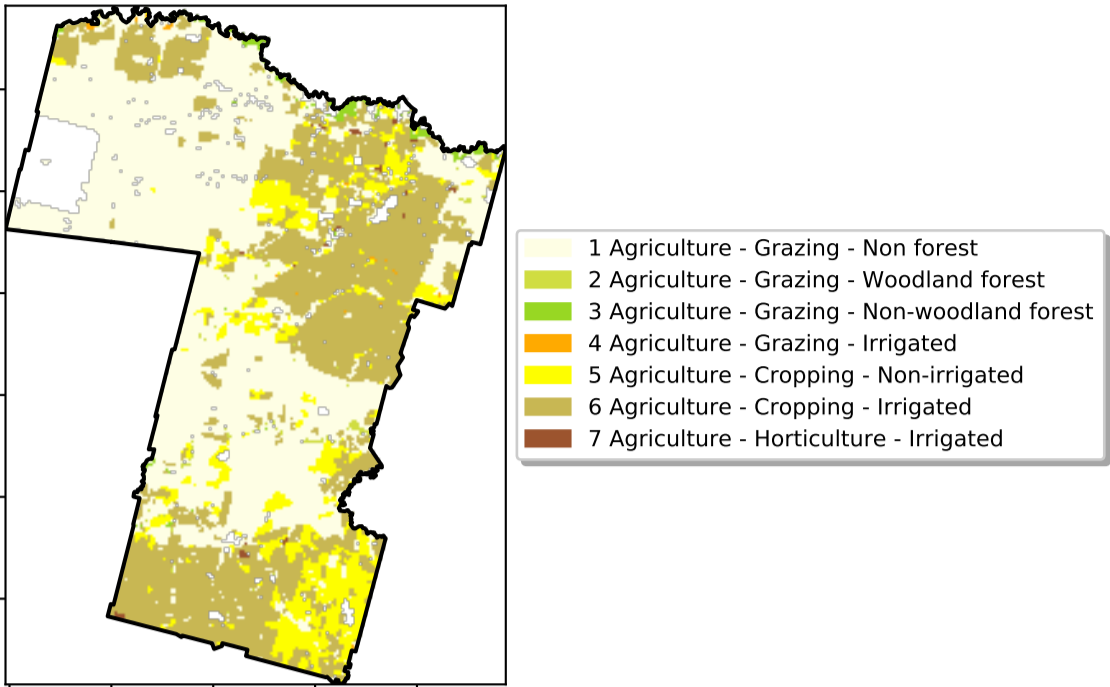 1 Agriculture - Grazing - Non forest
2 Agriculture - Grazing - Woodland forest
3 Agriculture - Grazing - Non-woodland forest
4 Agriculture - Grazing - Irrigated
5 Agriculture - Cropping - Non-irrigated
6 Agriculture - Cropping - Irrigated
7 Agriculture - Horticulture - Irrigated